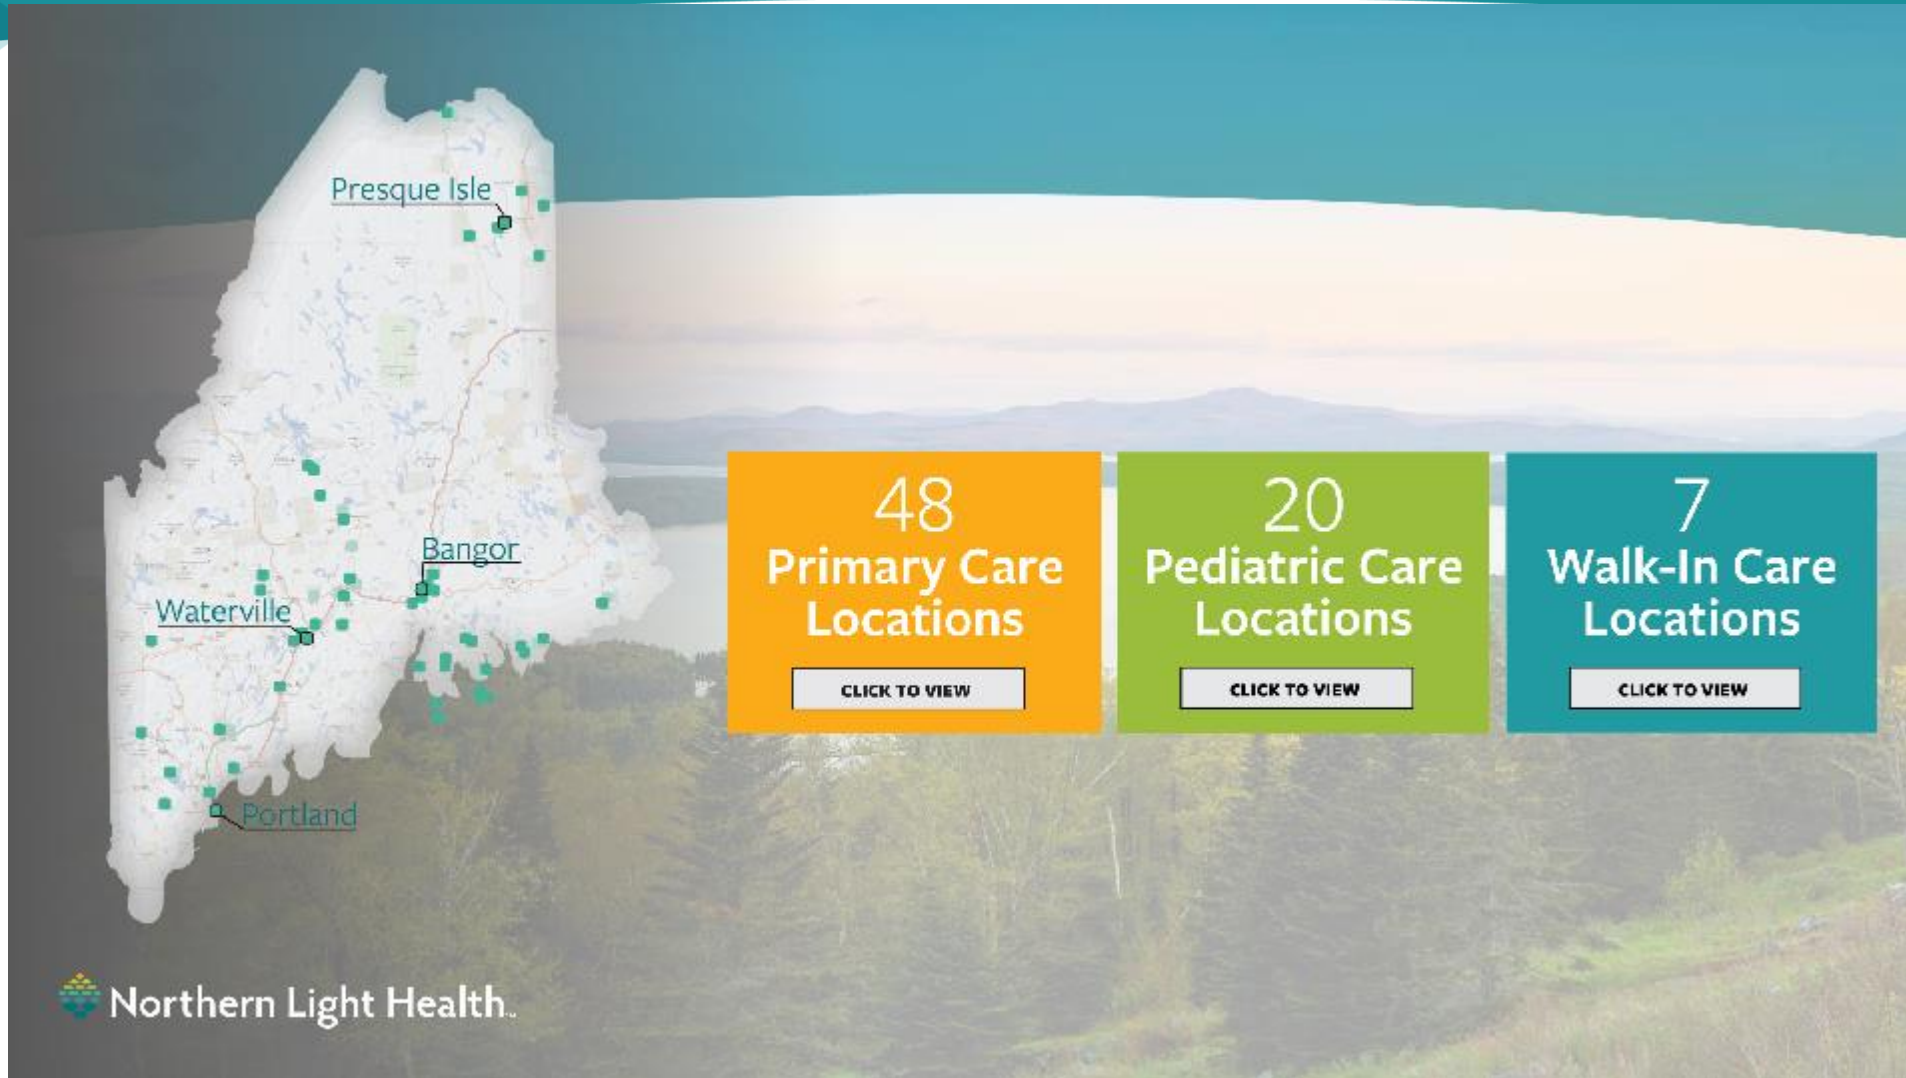 Presque Isle
Bangor
Waterville
Portland
48
Primary Care
Locations
CLICK TO VIEW
20
Pediatric Care
Locations
CLICK TO VIEW
7
Walk-In Care
Locations
CLICK TO VIEW
Northern Light Health